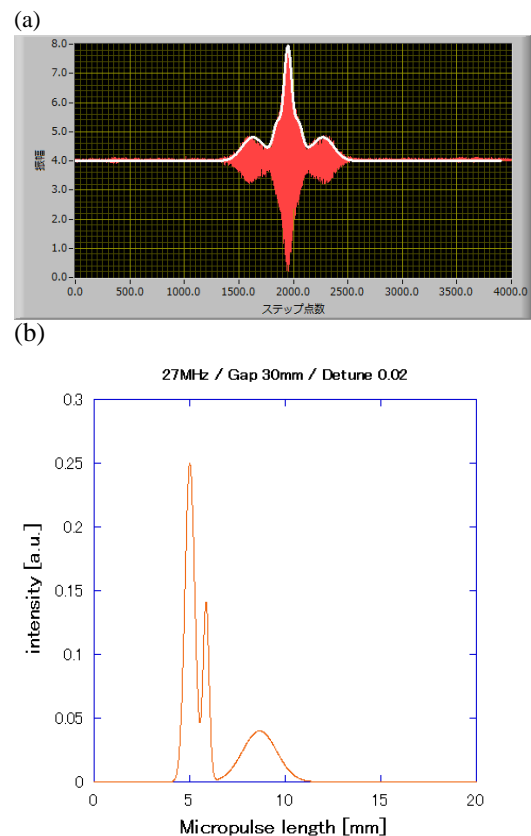 (a)
8.0
7.0
6.0
5.0
4.0
3.0
2.0
1.0
0.0
振幅
0.0 500.0 1000.0 1500.0 2000.0 2500.0 3000.0 3500.0 4000.0
ステップ点数
(b)
27MHz / Gap 30mm / Detune 0.02
0.3
0.25
0.2
0.15
0.1
0.05
0
intensity [a.u.]
0 5 10 15 20
Micropulse length [mm]